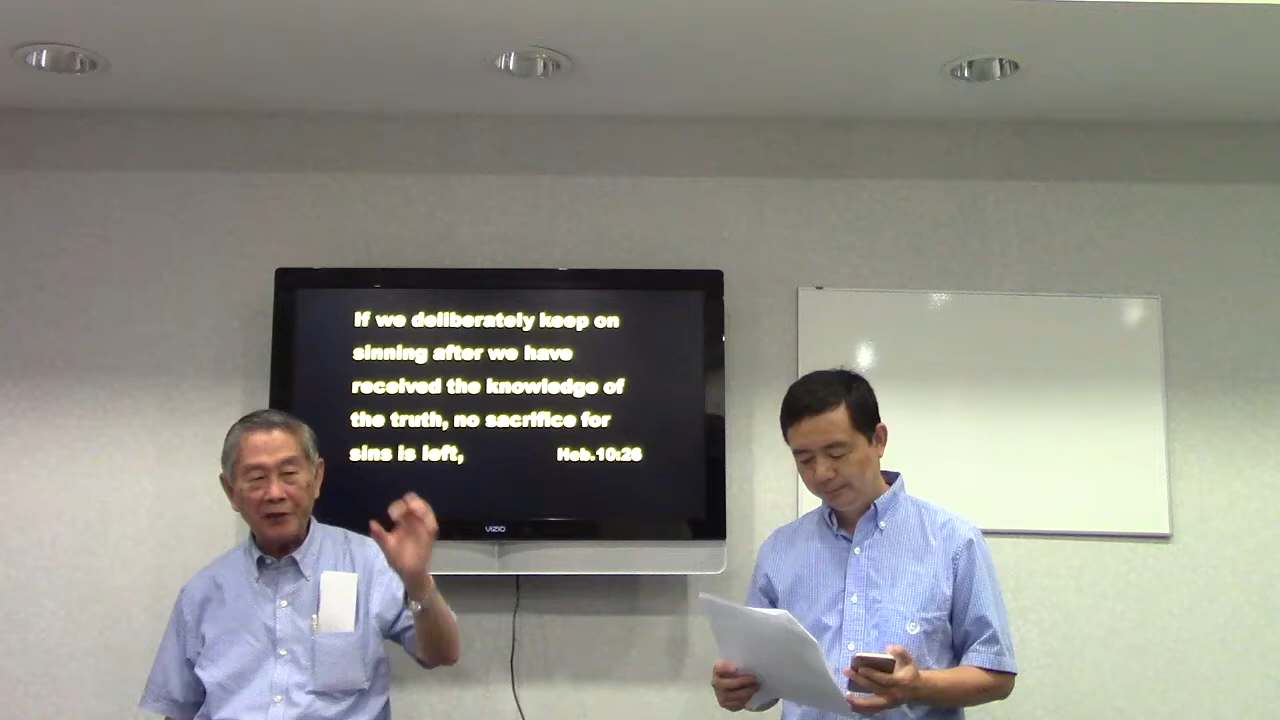 If we deliberately keep on
sinning after we have
received the knowledge of
the truth, no sacrifice for
sins is left, Heb.10:26
VIZIO